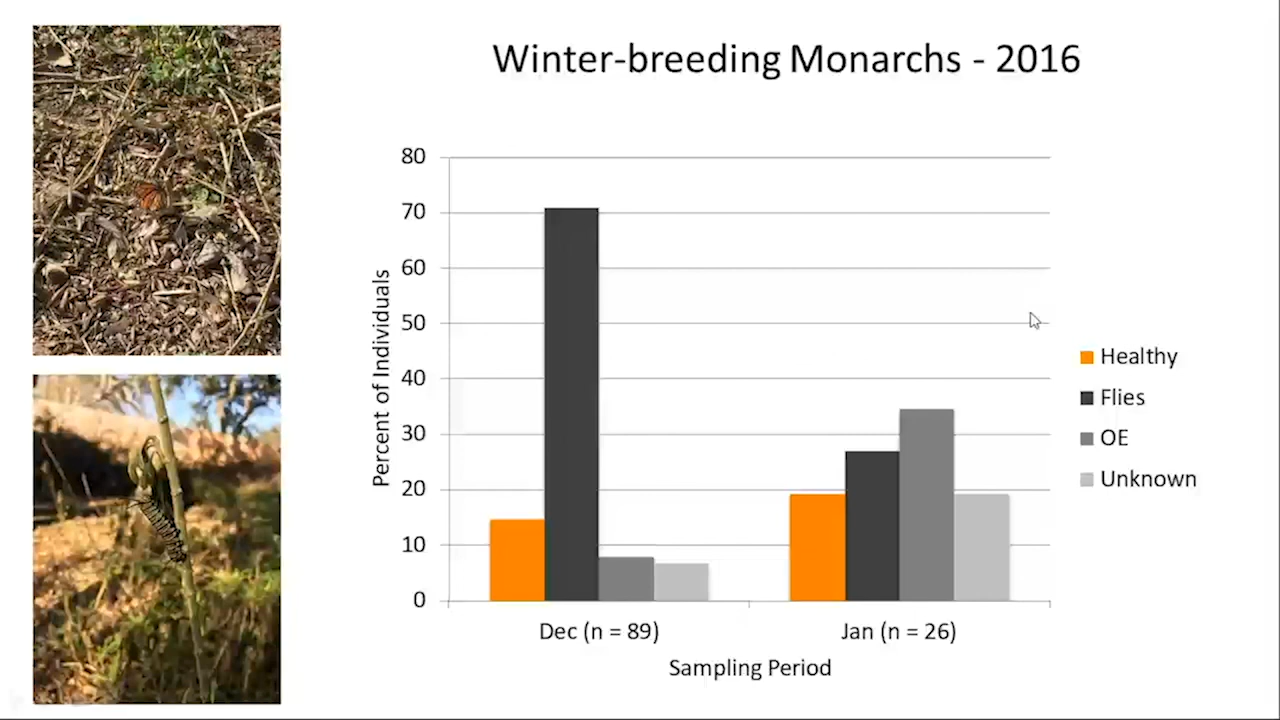 Winter-breeding Monarchs - 2016
80
70
60
50
40
30
20
10
0
Percent of Individuals
Dec (n = 89)
Jan (n = 26)
Sampling Period
Healthy
Flies
OE
Unknown